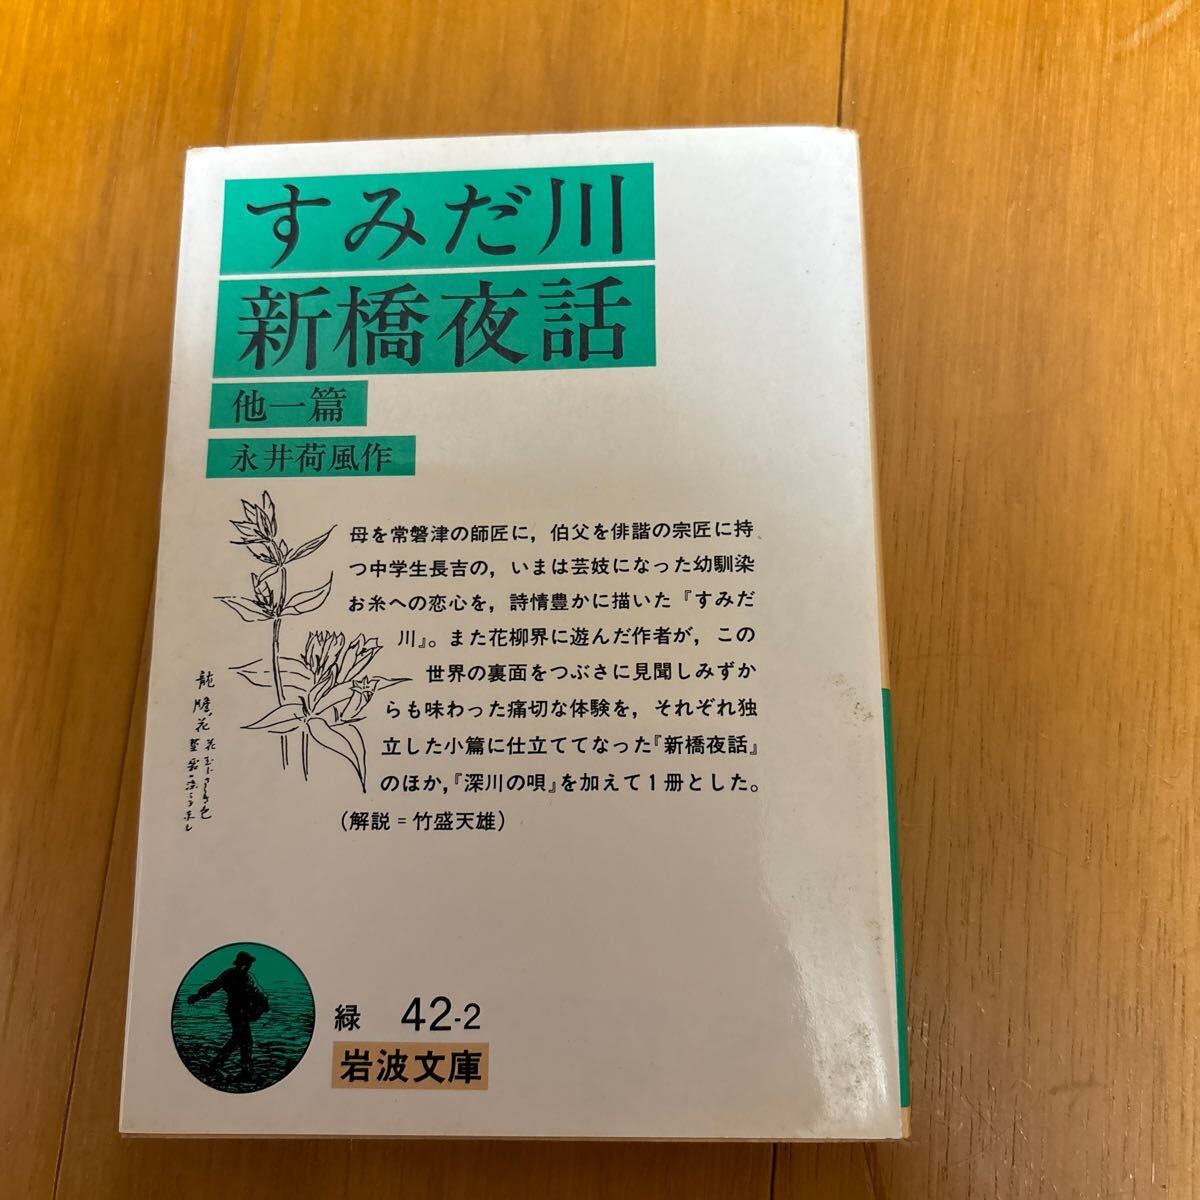 すみだ川
新橋夜話
他一篇
永井荷風作
母を常磐津の師匠に，伯父を俳諧の宗匠に持
つ中学生長吉の，いまは芸妓になった幼馴染
お糸への恋心を，詩情豊かに描いた『すみだ
川』。また花柳界に遊んだ作者が，この
世界の裏面をつぶさに見聞しみずか
らも味わった痛切な体験を，それぞれ独
立した小篇に仕立ててなった『新橋夜話』
のほか，『深川の唄』を加えて1冊とした。
（解説＝竹盛天雄）
龍胆花
緑 42-2
岩波文庫